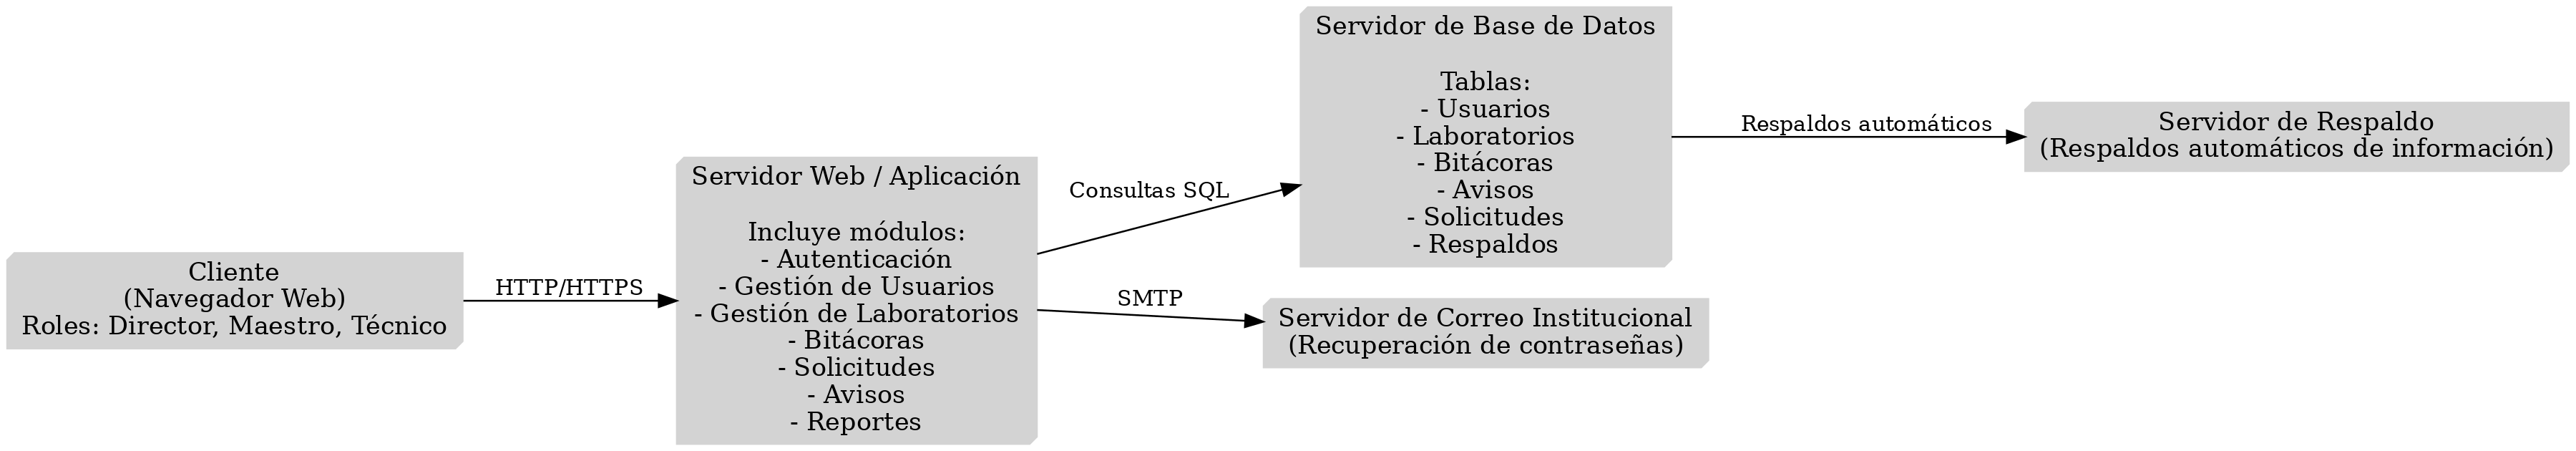 Cliente
(Navegador Web)
Roles: Director, Maestro, Técnico
HTTP/HTTPS
Servidor Web / Aplicación
Incluye módulos:
- Autenticación
- Gestión de Usuarios
- Gestión de Laboratorios
- Bitácoras
- Solicitudes
- Avisos
- Reportes
Consultas SQL
SMTP
Servidor de Base de Datos
Tablas:
- Usuarios
- Laboratorios
- Bitácoras
- Avisos
- Solicitudes
- Respaldos
Servidor de Correo Institucional
(Recuperación de contraseñas)
Respaldos automáticos
Servidor de Respaldo
(Respaldos automáticos de información)